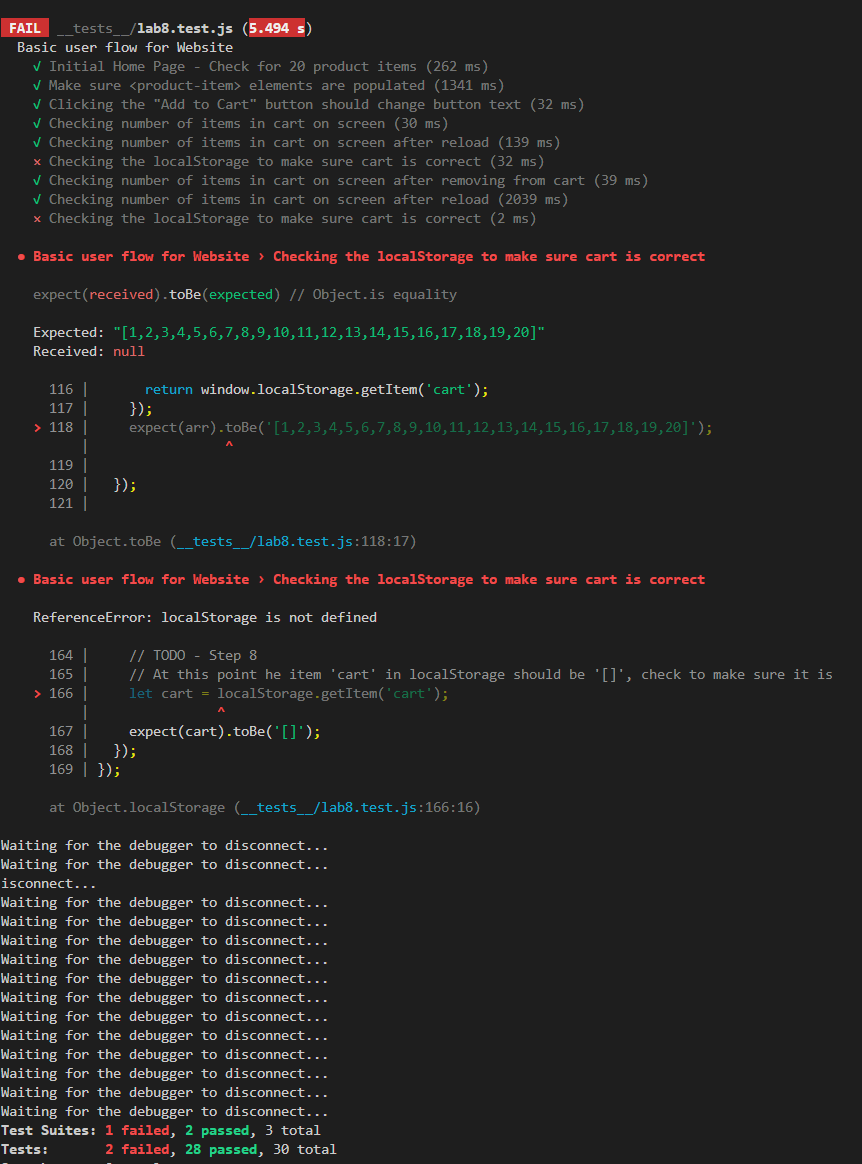 FAIL __tests__/lab8.test.js (5.494 s)
Basic user flow for Website
√ Initial Home Page - Check for 20 product items (262 ms)
√ Make sure <product-item> elements are populated (1341 ms)
√ Clicking the "Add to Cart" button should change button text (32 ms)
√ Checking number of items in cart on screen (30 ms)
√ Checking number of items in cart on screen after reload (139 ms)
× Checking the localStorage to make sure cart is correct (32 ms)
√ Checking number of items in cart on screen after removing from cart (39 ms)
√ Checking number of items in cart on screen after reload (2039 ms)
× Checking the localStorage to make sure cart is correct (2 ms)
● Basic user flow for Website › Checking the localStorage to make sure cart is correct
expect(received).toBe(expected) // Object.is equality
Expected: "[1,2,3,4,5,6,7,8,9,10,11,12,13,14,15,16,17,18,19,20]"
Received: null
116 |       return window.localStorage.getItem('cart');
117 |     });
> 118 |     expect(arr).toBe('[1,2,3,4,5,6,7,8,9,10,11,12,13,14,15,16,17,18,19,20]');
|                 ^
119 |
120 |   });
121 |
at Object.toBe (__tests__/lab8.test.js:118:17)
● Basic user flow for Website › Checking the localStorage to make sure cart is correct
ReferenceError: localStorage is not defined
164 |     // TODO - Step 8
165 |     // At this point he item 'cart' in localStorage should be '[]', check to make sure it is
> 166 |     let cart = localStorage.getItem('cart');
|                ^
167 |     expect(cart).toBe('[]');
168 |   });
169 | });
at Object.localStorage (__tests__/lab8.test.js:166:16)
Waiting for the debugger to disconnect...
Waiting for the debugger to disconnect...
isconnect...
Waiting for the debugger to disconnect...
Waiting for the debugger to disconnect...
Waiting for the debugger to disconnect...
Waiting for the debugger to disconnect...
Waiting for the debugger to disconnect...
Waiting for the debugger to disconnect...
Waiting for the debugger to disconnect...
Waiting for the debugger to disconnect...
Waiting for the debugger to disconnect...
Waiting for the debugger to disconnect...
Waiting for the debugger to disconnect...
Waiting for the debugger to disconnect...
Test Suites: 1 failed, 2 passed, 3 total
Tests:       2 failed, 28 passed, 30 total